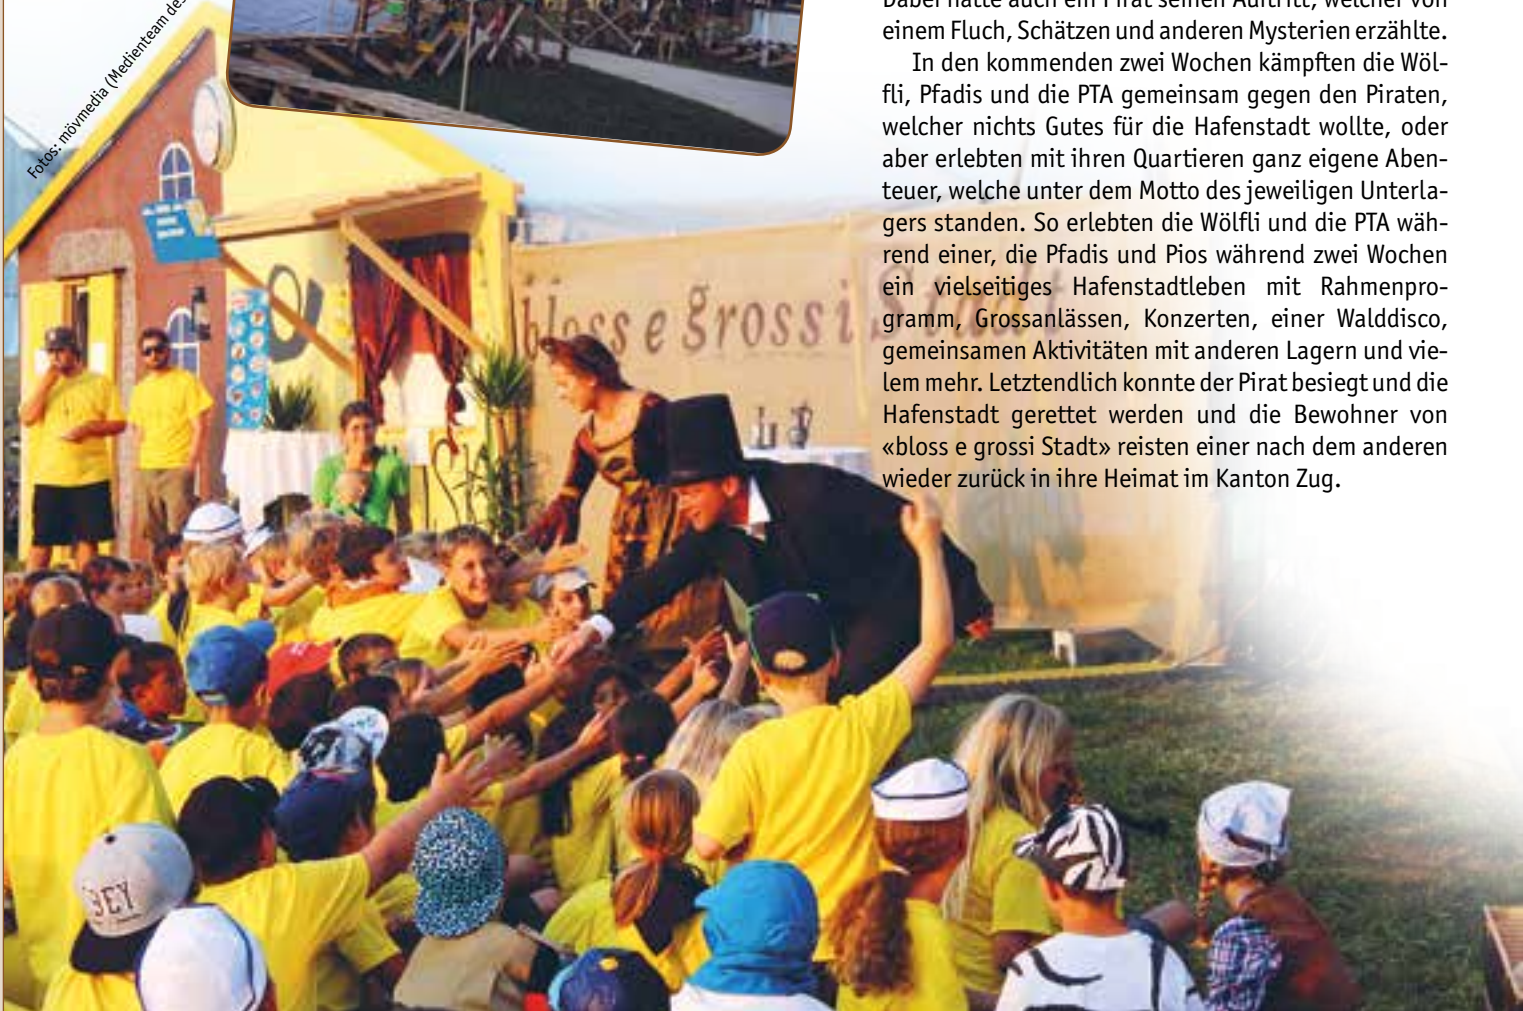 Dabei hatte auch ein Pirat seinen Auftritt, welcher von
einem Fluch, Schätzen und anderen Mysterien erzählte.
In den kommenden zwei Wochen kämpften die Wöl-
fli, Pfadis und die PTA gemeinsam gegen den Piraten,
welcher nichts Gutes für die Hafenstadt wollte, oder
aber erlebten mit ihren Quartieren ganz eigene Aben-
teuer, welche unter dem Motto des jeweiligen Unterla-
gers standen. So erlebten die Wölfli und die PTA wäh-
rend einer, die Pfadis und Pios während zwei Wochen
ein vielseitiges Hafenstadtleben mit Rahmenpro-
gramm, Grossanlässen, Konzerten, einer Walddisco,
gemeinsamen Aktivitäten mit anderen Lagern und vie-
lem mehr. Letztendlich konnte der Pirat besiegt und die
Hafenstadt gerettet werden und die Bewohner von
«bloss e grossi Stadt» reisten einer nach dem anderen
wieder zurück in ihre Heimat im Kanton Zug.
Fotos: mövmedia (Medienteam des
bloss e grossi Stadt